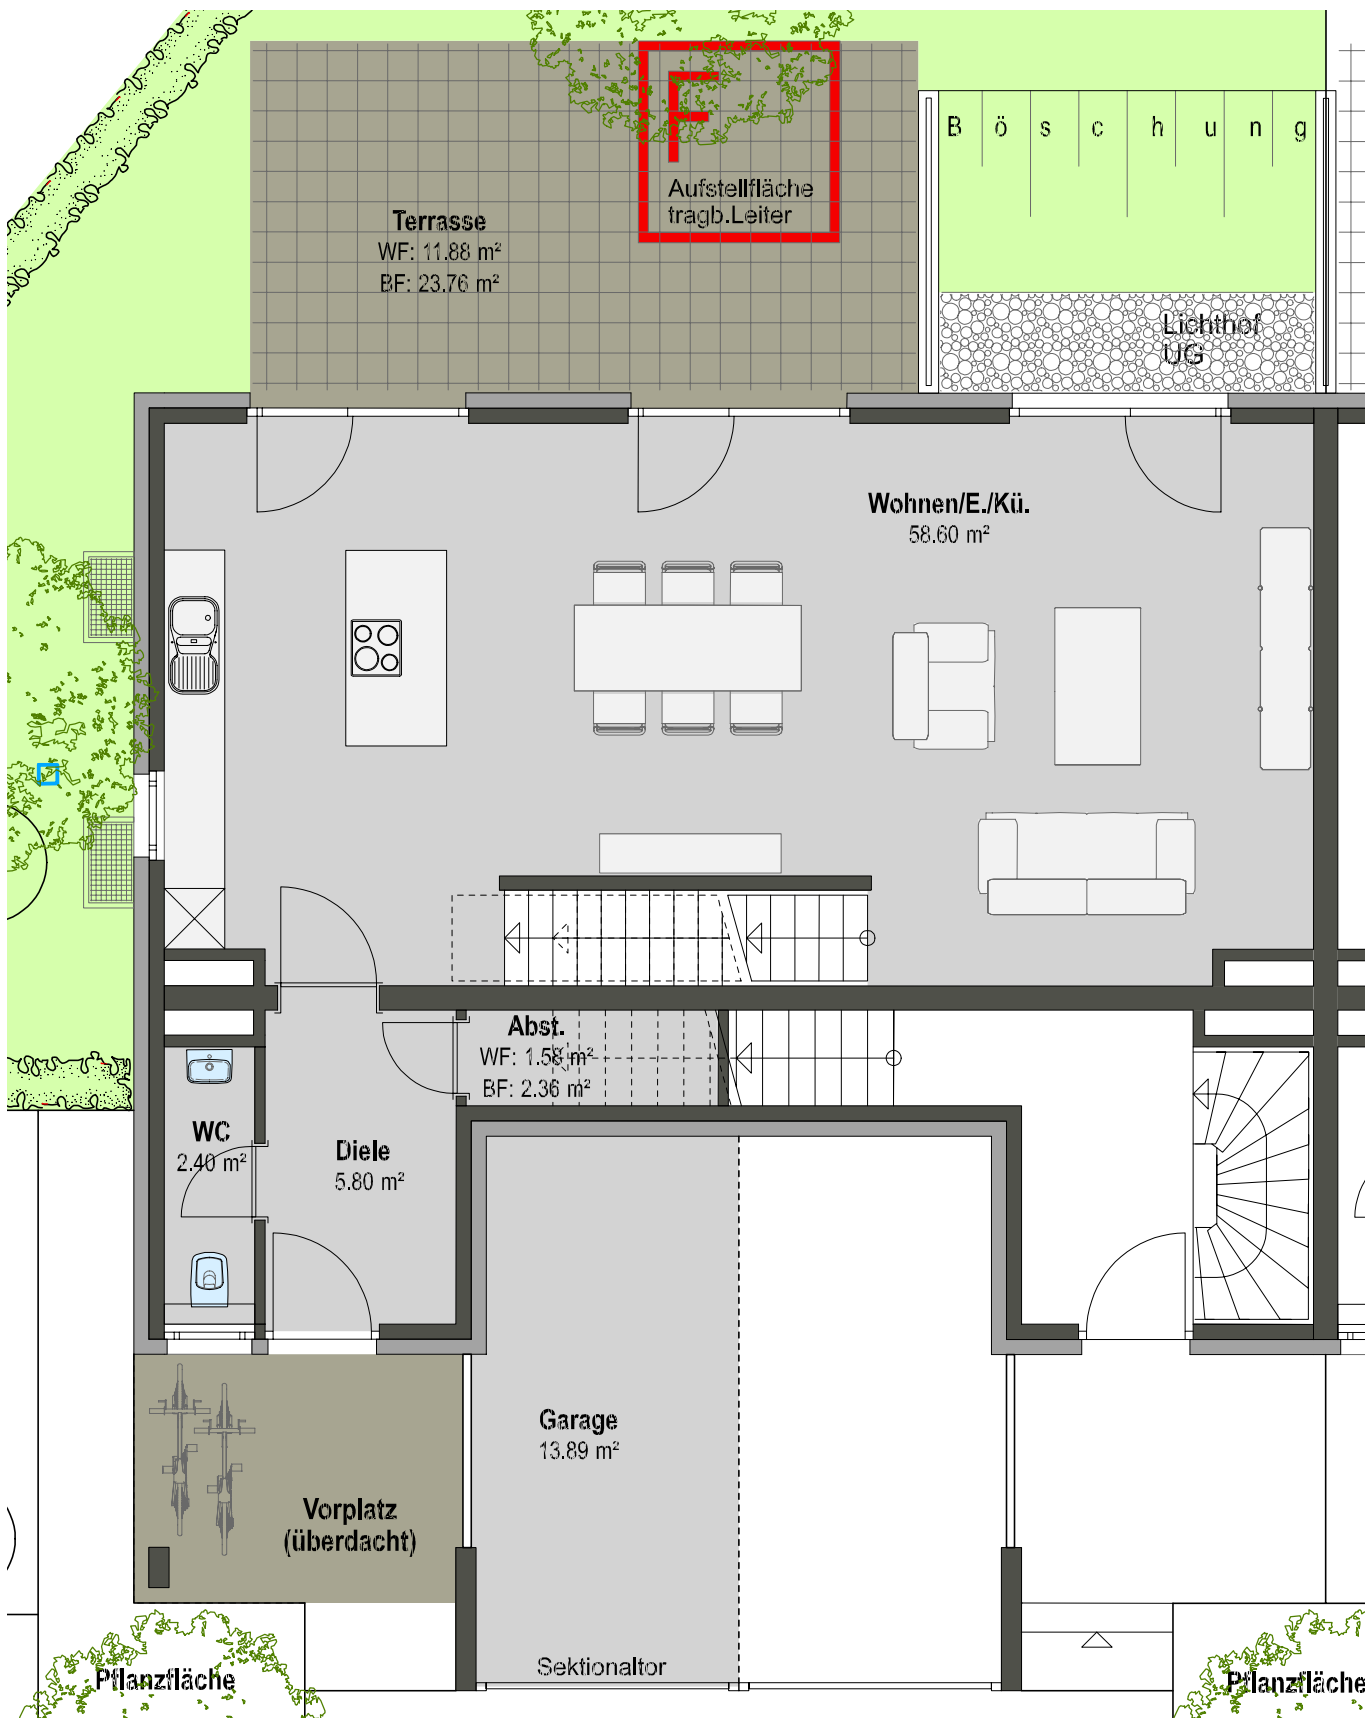 Böschung
Aufstellfläche
tragb.Leiter
Terrasse
WF: 11.88 m²
BF: 23.76 m²
Lichthof
UG
Wohnen/E./Kü.
58.60 m²
Abst.
WF: 1.58 m²
BF: 2.36 m²
WC
2.40 m²
Diele
5.80 m²
Garage
13.89 m²
Vorplatz
(überdacht)
Sektionaltor
Pflanzfläche
Pflanzfläche